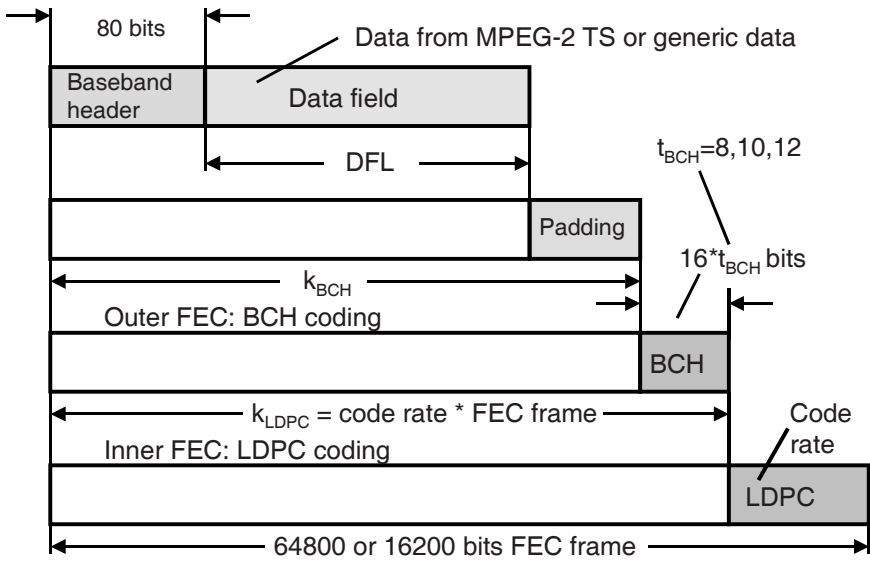 80 bits
Data from MPEG-2 TS or generic data
Baseband
header
Data field
DFL
t_BCH=8,10,12
Padding
16*t_BCH bits
k_BCH
Outer FEC: BCH coding
BCH
k_LDPC = code rate * FEC frame
Code
rate
Inner FEC: LDPC coding
LDPC
64800 or 16200 bits FEC frame